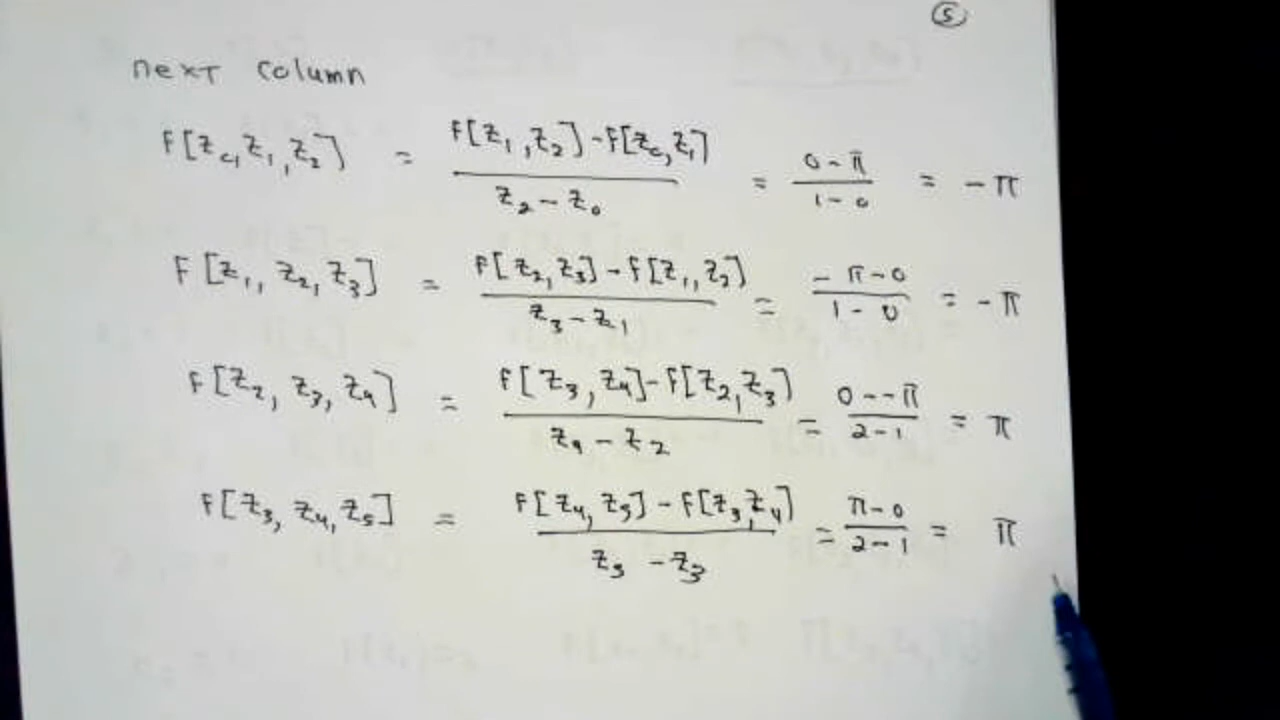 5
next column
F[z₀, z₁, z₂] = (F[z₁, z₂] - F[z₀, z₁]) / (z₂ - z₀) = (0 - π) / (1 - 0) = - π
F[z₁, z₂, z₃] = (F[z₂, z₃] - F[z₁, z₂]) / (z₃ - z₁) = (- π - 0) / (1 - 0) = - π
F[z₂, z₃, z₄] = (F[z₃, z₄] - F[z₂, z₃]) / (z₄ - z₂) = (0 - - π) / (2 - 1) = π
F[z₃, z₄, z₅] = (F[z₄, z₅] - F[z₃, z₄]) / (z₅ - z₃) = (π - 0) / (2 - 1) = π